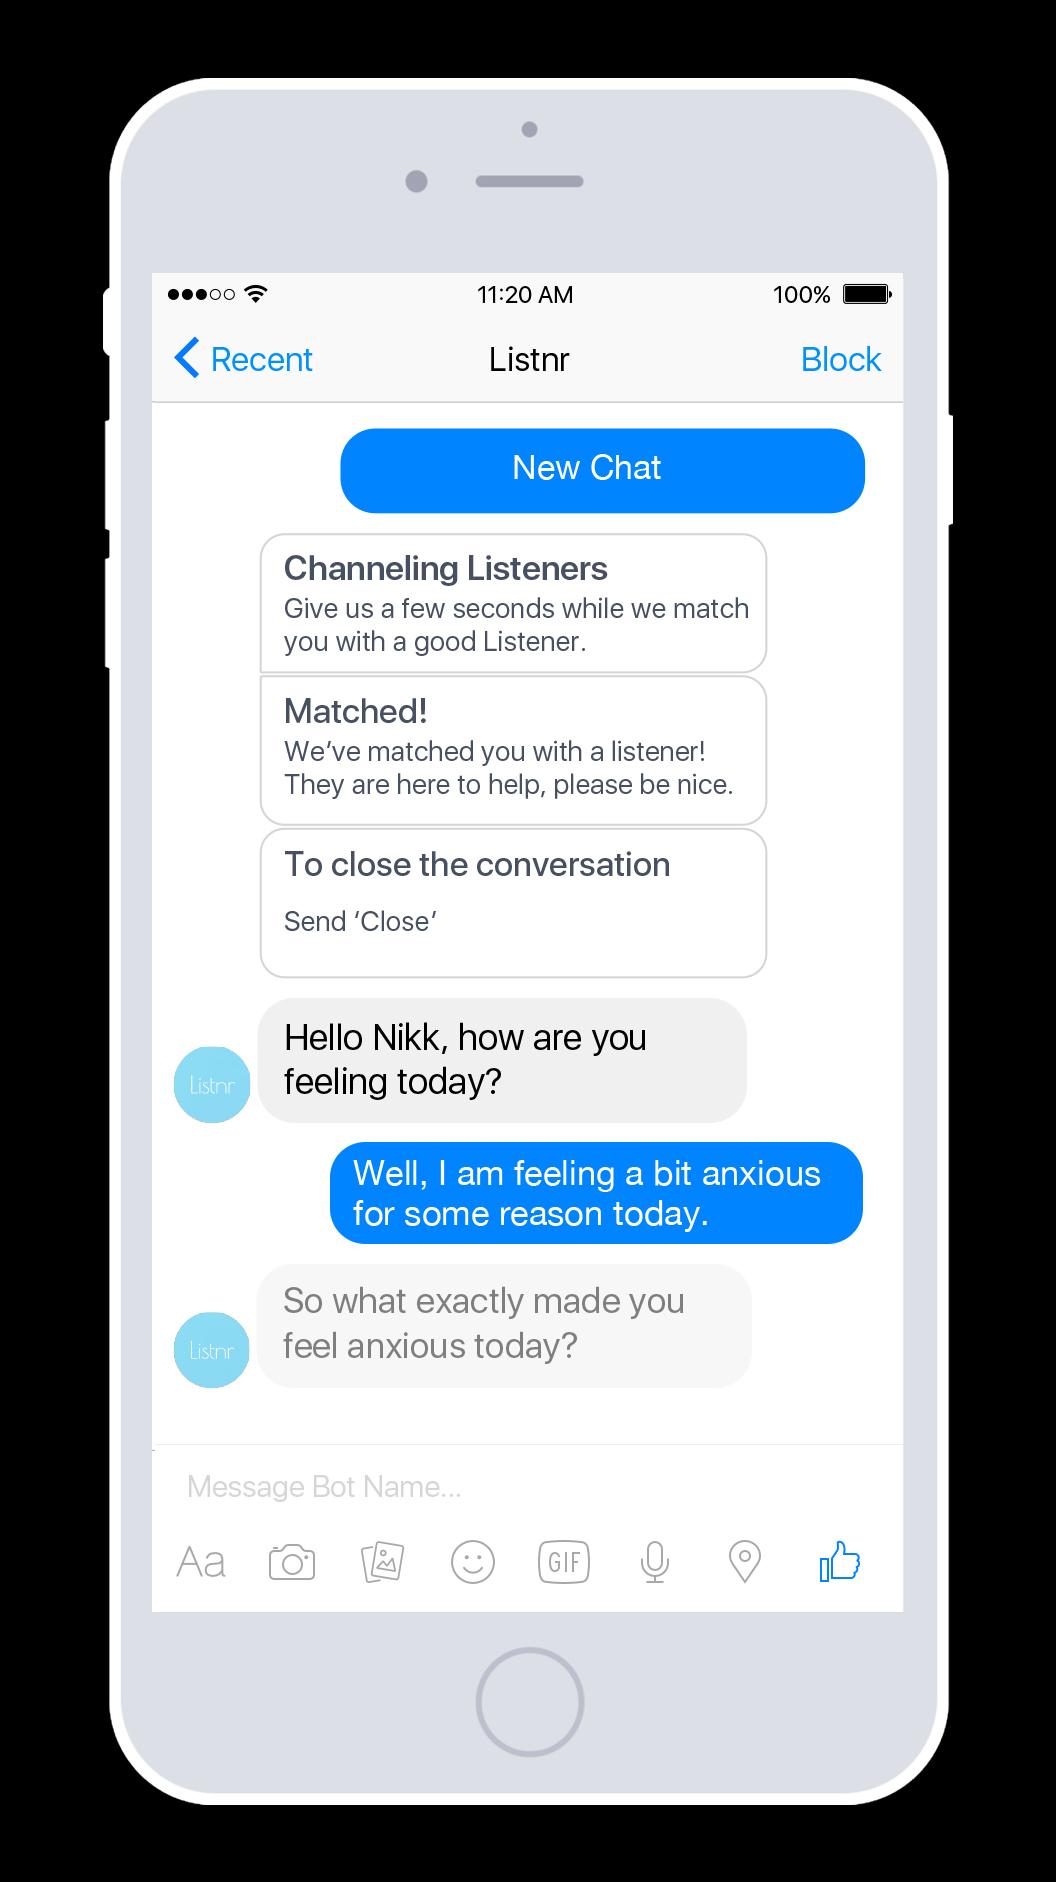 11:20 AM
100%
Recent
Listnr
Block
New Chat
Channeling Listeners
Give us a few seconds while we match
you with a good Listener.
Matched!
We’ve matched you with a listener!
They are here to help, please be nice.
To close the conversation
Send ‘Close’
Hello Nikk, how are you
feeling today?
Listnr
Well, I am feeling a bit anxious
for some reason today.
So what exactly made you
feel anxious today?
Listnr
Message Bot Name...
Aa
GIF